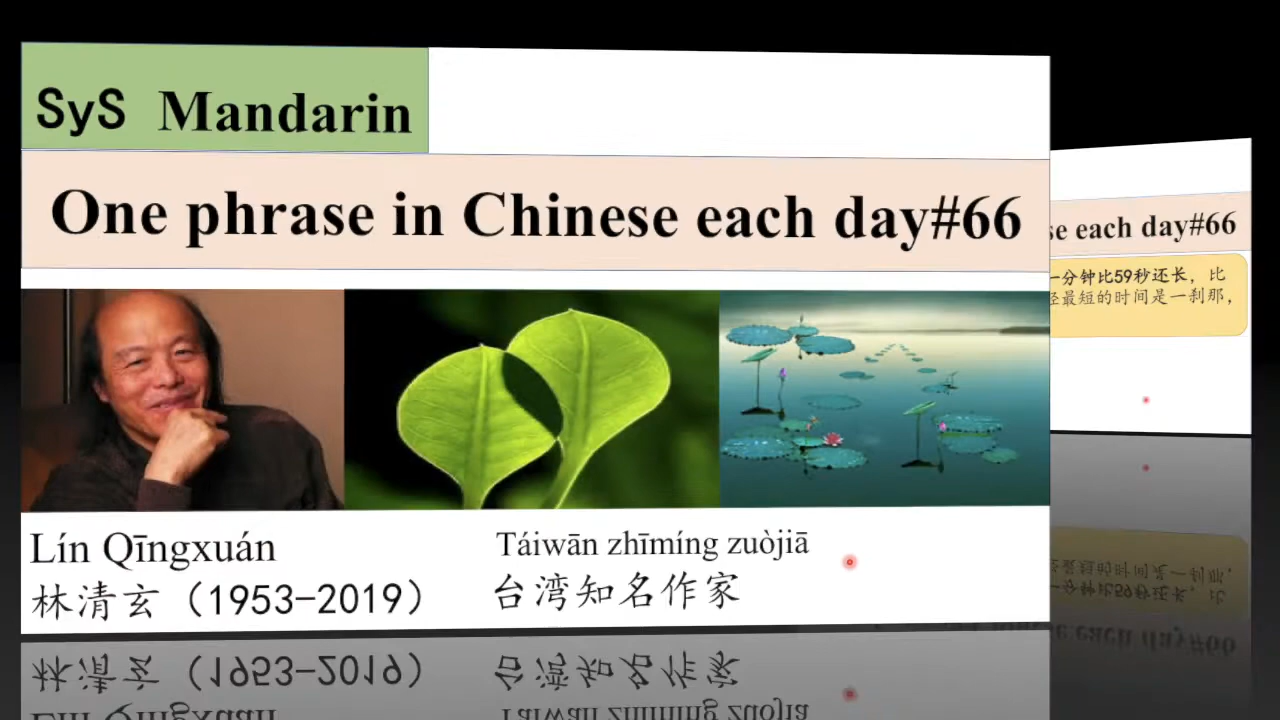 SyS Mandarin
One phrase in Chinese each day#66
Lín Qīngxuán
林清玄（1953-2019）
Táiwān zhīmíng zuòjiā
台湾知名作家
each day#66
一分钟比59秒还长，比
最短的时间是一刹那，